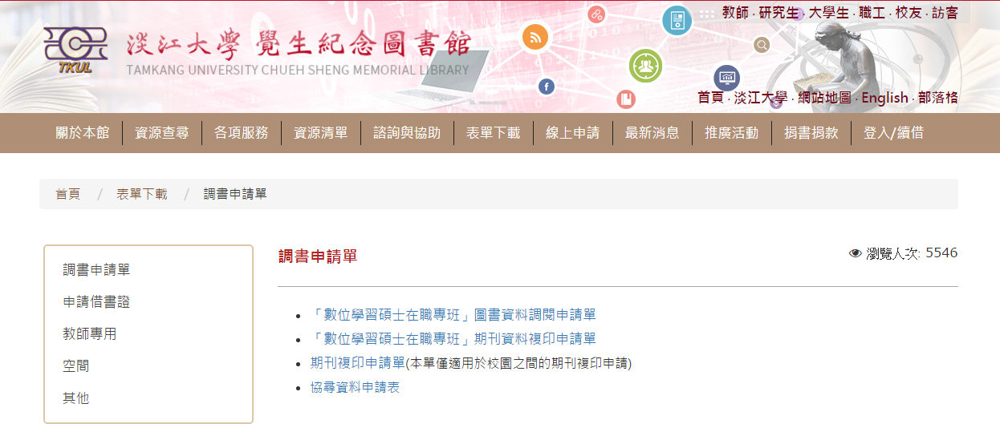 教師 · 研究生 · 大學生 · 職工 · 校友 · 訪客
淡江大學 覺生紀念圖書館
TKUL
TAMKANG UNIVERSITY CHUEH SHENG MEMORIAL LIBRARY
首頁 · 淡江大學 · 網站地圖 · English · 部落格
關於本館 資源查尋 各項服務 資源清單 諮詢與協助 表單下載 線上申請 最新消息 推廣活動 捐書捐款 登入/續借
首頁 / 表單下載 / 調書申請單
調書申請單
申請借書證
教師專用
空間
其他
調書申請單
瀏覽人次: 5546
「數位學習碩士在職專班」圖書資料調閱申請單
「數位學習碩士在職專班」期刊資料複印申請單
期刊複印申請單(本單僅適用於校園之間的期刊複印申請)
協尋資料申請表